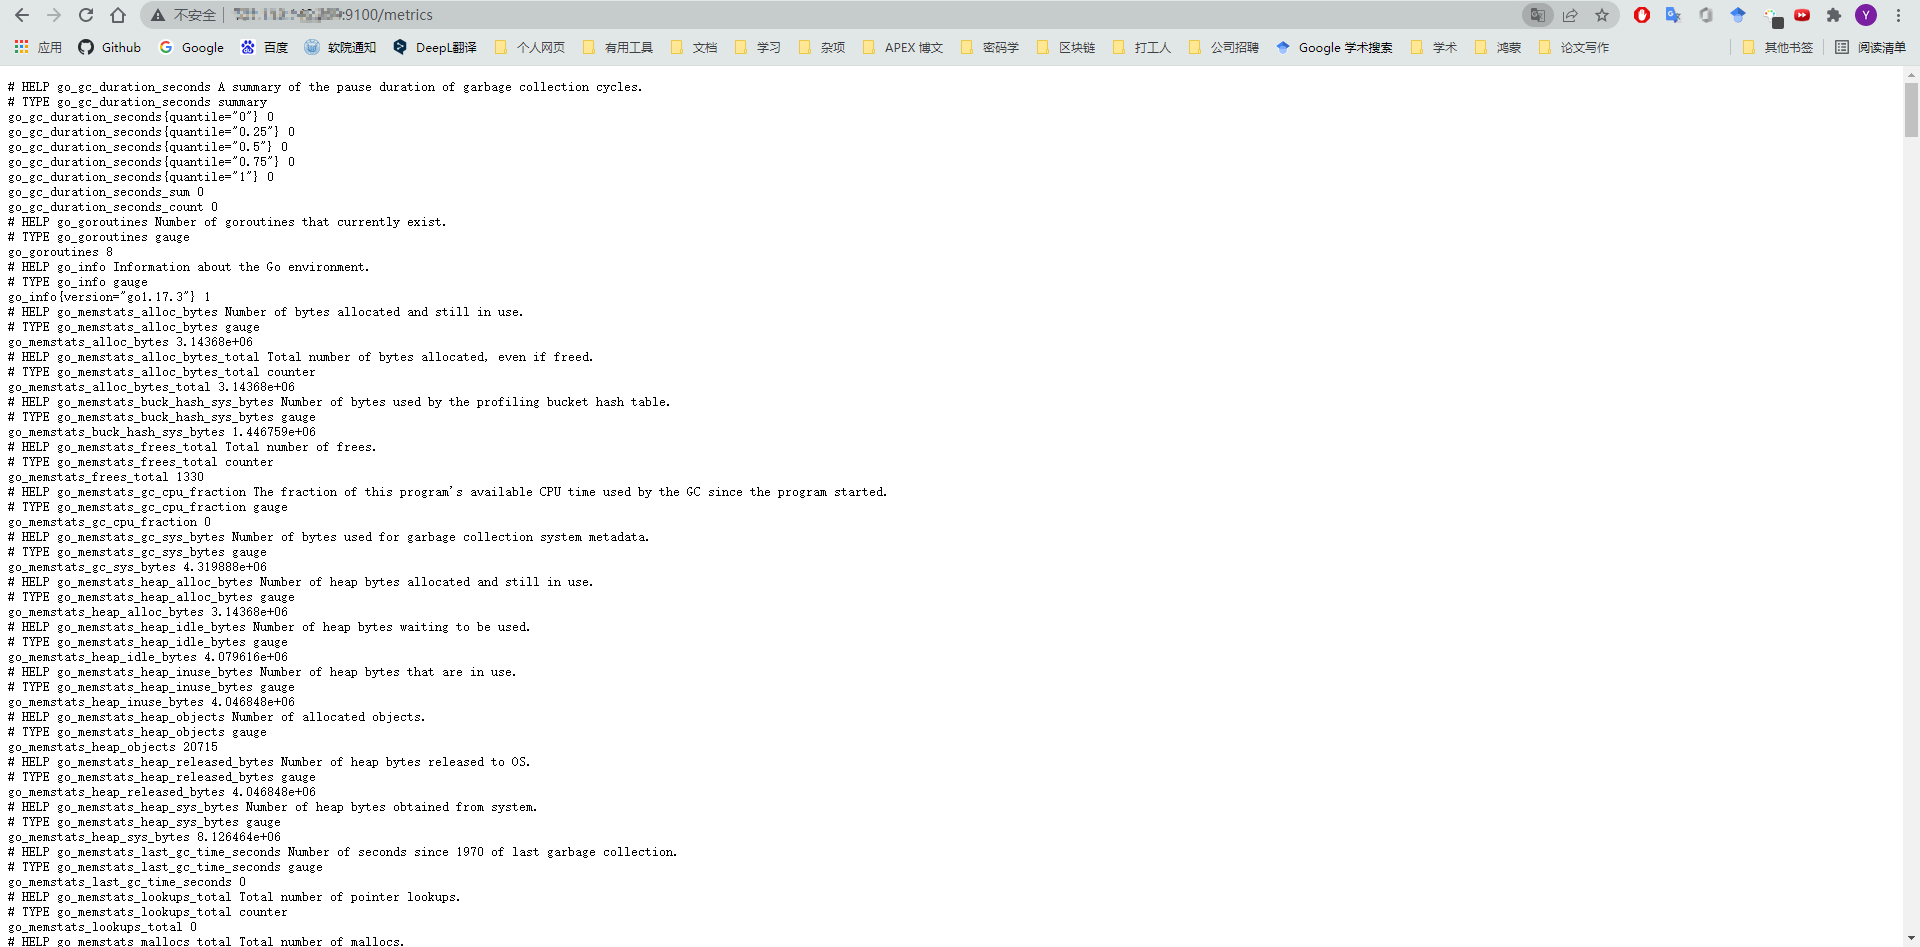 不安全 :9100/metrics
应用 Github Google 百度 软院通知 DeepL翻译 个人网页 有用工具 文档 学习 杂项 APEX 博文 密码学 区块链 打工人 公司招聘 Google 学术搜索 学术 鸿蒙 论文写作 其他书签 阅读清单
# HELP go_gc_duration_seconds A summary of the pause duration of garbage collection cycles.
# TYPE go_gc_duration_seconds summary
go_gc_duration_seconds{quantile="0"} 0
go_gc_duration_seconds{quantile="0.25"} 0
go_gc_duration_seconds{quantile="0.5"} 0
go_gc_duration_seconds{quantile="0.75"} 0
go_gc_duration_seconds{quantile="1"} 0
go_gc_duration_seconds_sum 0
go_gc_duration_seconds_count 0
# HELP go_goroutines Number of goroutines that currently exist.
# TYPE go_goroutines gauge
go_goroutines 8
# HELP go_info Information about the Go environment.
# TYPE go_info gauge
go_info{version="go1.17.3"} 1
# HELP go_memstats_alloc_bytes Number of bytes allocated and still in use.
# TYPE go_memstats_alloc_bytes gauge
go_memstats_alloc_bytes 3.14368e+06
# HELP go_memstats_alloc_bytes_total Total number of bytes allocated, even if freed.
# TYPE go_memstats_alloc_bytes_total counter
go_memstats_alloc_bytes_total 3.14368e+06
# HELP go_memstats_buck_hash_sys_bytes Number of bytes used by the profiling bucket hash table.
# TYPE go_memstats_buck_hash_sys_bytes gauge
go_memstats_buck_hash_sys_bytes 1.446759e+06
# HELP go_memstats_frees_total Total number of frees.
# TYPE go_memstats_frees_total counter
go_memstats_frees_total 1330
# HELP go_memstats_gc_cpu_fraction The fraction of this program's available CPU time used by the GC since the program started.
# TYPE go_memstats_gc_cpu_fraction gauge
go_memstats_gc_cpu_fraction 0
# HELP go_memstats_gc_sys_bytes Number of bytes used for garbage collection system metadata.
# TYPE go_memstats_gc_sys_bytes gauge
go_memstats_gc_sys_bytes 4.319888e+06
# HELP go_memstats_heap_alloc_bytes Number of heap bytes allocated and still in use.
# TYPE go_memstats_heap_alloc_bytes gauge
go_memstats_heap_alloc_bytes 3.14368e+06
# HELP go_memstats_heap_idle_bytes Number of heap bytes waiting to be used.
# TYPE go_memstats_heap_idle_bytes gauge
go_memstats_heap_idle_bytes 4.079616e+06
# HELP go_memstats_heap_inuse_bytes Number of heap bytes that are in use.
# TYPE go_memstats_heap_inuse_bytes gauge
go_memstats_heap_inuse_bytes 4.046848e+06
# HELP go_memstats_heap_objects Number of allocated objects.
# TYPE go_memstats_heap_objects gauge
go_memstats_heap_objects 20715
# HELP go_memstats_heap_released_bytes Number of heap bytes released to OS.
# TYPE go_memstats_heap_released_bytes gauge
go_memstats_heap_released_bytes 4.046848e+06
# HELP go_memstats_heap_sys_bytes Number of heap bytes obtained from system.
# TYPE go_memstats_heap_sys_bytes gauge
go_memstats_heap_sys_bytes 8.126464e+06
# HELP go_memstats_last_gc_time_seconds Number of seconds since 1970 of last garbage collection.
# TYPE go_memstats_last_gc_time_seconds gauge
go_memstats_last_gc_time_seconds 0
# HELP go_memstats_lookups_total Total number of pointer lookups.
# TYPE go_memstats_lookups_total counter
go_memstats_lookups_total 0
# HELP go_memstats_mallocs_total Total number of mallocs.